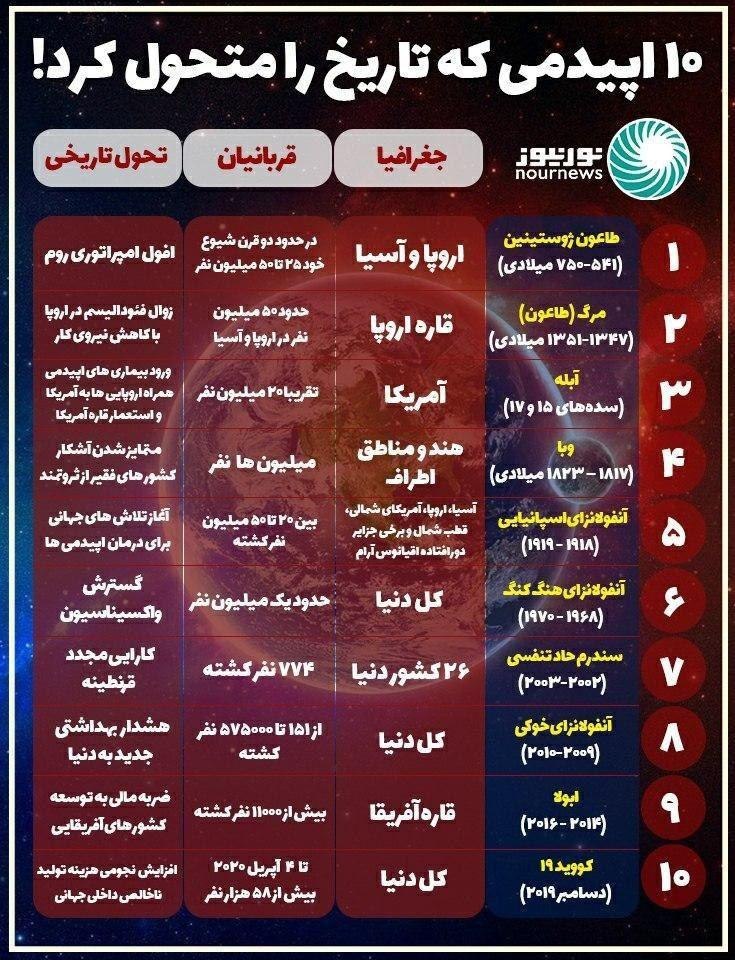 ۱۰ اپیدمی که تاریخ را متحول کرد!
نورنیوز
nournews
جغرافیا
قربانیان
تحول تاریخی
۱
طاعون ژوستینین
(۵۴۱-۷۵۰ میلادی)
اروپا و آسیا
در حدود دو قرن شیوع
خود ۲۵ تا ۵۰ میلیون نفر
افول امپراتوری روم
۲
مرگ (طاعون)
(۱۳۴۷-۱۳۵۱ میلادی)
قاره اروپا
حدود ۵۰ میلیون
نفر در اروپا و آسیا
زوال فئودالیسم در اروپا
با کاهش نیروی کار
۳
آبله
(سده‌های ۱۵ و ۱۷)
آمریکا
تقریبا ۲۰ میلیون نفر
ورود بیماری های اپیدمی
همراه اروپایی ها به آمریکا
و استعمار قاره آمریکا
۴
وبا
(۱۸۱۷ – ۱۸۲۳ میلادی)
هند و مناطق
اطراف
میلیون ها نفر
متمایز شدن آشکار
کشورهای فقیر از ثروتمند
۵
آنفولانزای اسپانیایی
(۱۹۱۸ - ۱۹۱۹)
آسیا، اروپا، آمریکای شمالی،
قطب شمال و برخی جزایر
دورافتاده اقیانوس آرام
بین ۲۰ تا ۵۰ میلیون
نفر کشته
آغاز تلاش های جهانی
برای درمان اپیدمی ها
۶
آنفولانزای هنگ کنگ
(۱۹۶۸ - ۱۹۷۰)
کل دنیا
حدود یک میلیون نفر
گسترش
واکسیناسیون
۷
سندرم حاد تنفسی
(۲۰۰۲-۲۰۰۳)
۲۶ کشور دنیا
۷۷۴ نفر کشته
کارایی مجدد
قرنطینه
۸
آنفولانزای خوکی
(۲۰۰۹-۲۰۱۰)
کل دنیا
از ۱۵۱ تا ۵۷۵۰۰۰ نفر
کشته
هشدار بهداشتی
جدید به دنیا
۹
ابولا
(۲۰۱۴ - ۲۰۱۶)
قاره آفریقا
بیش از ۱۱۰۰۰ نفر کشته
ضربه مالی به توسعه
کشورهای آفریقایی
۱۰
کووید ۱۹
(دسامبر ۲۰۱۹)
کل دنیا
تا ۴ آپریل ۲۰۲۰
بیش از ۵۸ هزار نفر
افزایش نجومی هزینه تولید
ناخالص داخلی جهانی